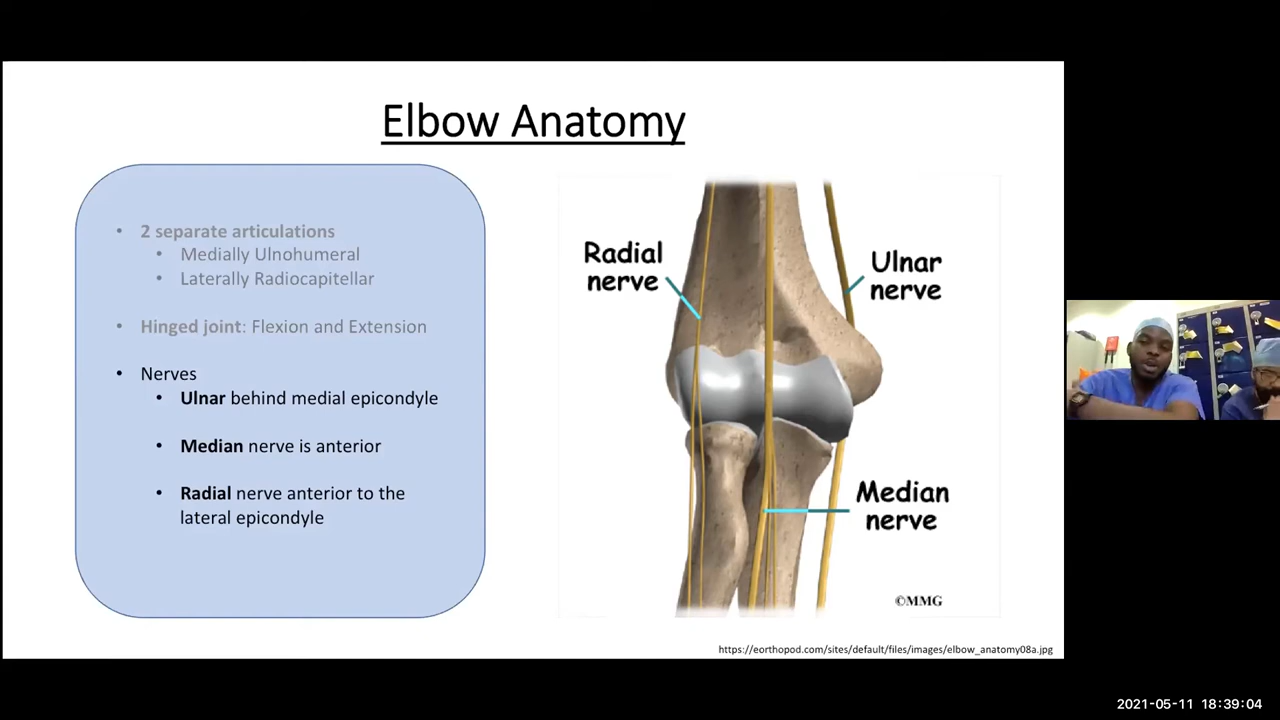 Elbow Anatomy
• 2 separate articulations
• Medially Ulnohumeral
• Laterally Radiocapitellar
• Hinged joint: Flexion and Extension
• Nerves
• Ulnar behind medial epicondyle
• Median nerve is anterior
• Radial nerve anterior to the
lateral epicondyle
Radial
nerve
Ulnar
nerve
Median
nerve
©MMG
https://eorthopod.com/sites/default/files/images/elbow_anatomy08a.jpg
2021-05-11 18:39:04